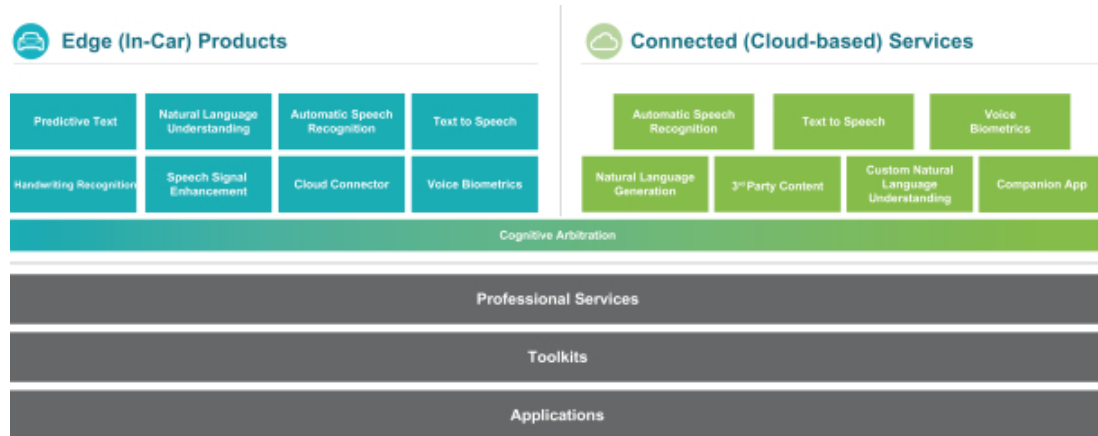 Edge (In-Car) Products
Connected (Cloud-based) Services
Predictive Text
Natural Language
Understanding
Automatic Speech
Recognition
Text to Speech
Handwriting Recognition
Speech Signal
Enhancement
Cloud Connector
Voice Biometrics
Automatic Speech
Recognition
Text to Speech
Voice
Biometrics
Natural Language
Generation
3rd Party Content
Custom Natural
Language
Understanding
Companion App
Cognitive Arbitration
Professional Services
Toolkits
Applications